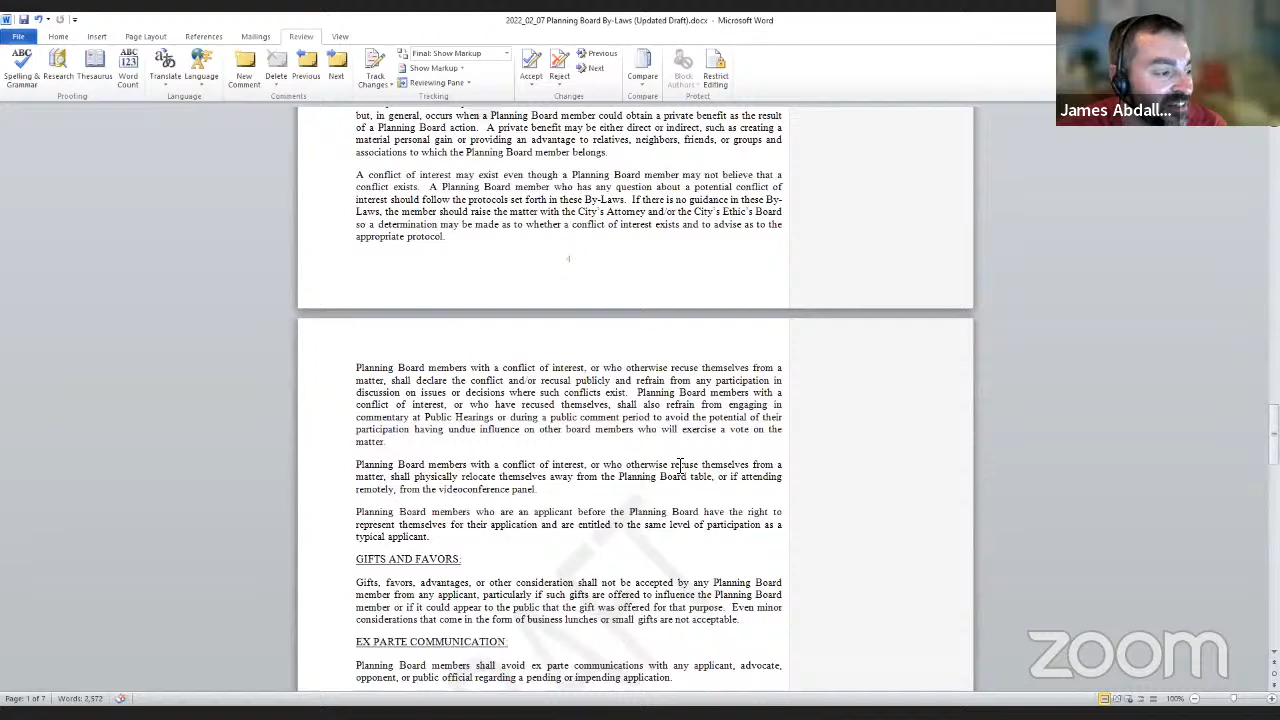 2022_02_07 Planning Board By-Laws (Updated Draft).docx - Microsoft Word
File Home Insert Page Layout References Mailings Review View
Spelling & Grammar
Research
Thesaurus
Word Count
Translate
Language
New Comment
Delete
Previous
Next
Track Changes
Final: Show Markup
Show Markup
Reviewing Pane
Accept
Reject
Previous
Next
Compare
Block Authors
Restrict Editing
Proofing
Language
Comments
Tracking
Changes
Compare
Protect
James Abdall...
but, in general, occurs when a Planning Board member could obtain a private benefit as the result
of a Planning Board action. A private benefit may be either direct or indirect, such as creating a
material personal gain or providing an advantage to relatives, neighbors, friends, or groups and
associations to which the Planning Board member belongs.
A conflict of interest may exist even though a Planning Board member may not believe that a
conflict exists. A Planning Board member who has any question about a potential conflict of
interest should follow the protocols set forth in these By-Laws. If there is no guidance in these By-
Laws, the member should raise the matter with the City's Attorney and/or the City's Ethic's Board
so a determination may be made as to whether a conflict of interest exists and to advise as to the
appropriate protocol.
4
Planning Board members with a conflict of interest, or who otherwise recuse themselves from a
matter, shall declare the conflict and/or recusal publicly and refrain from any participation in
discussion on issues or decisions where such conflicts exist. Planning Board members with a
conflict of interest, or who have recused themselves, shall also refrain from engaging in
commentary at Public Hearings or during a public comment period to avoid the potential of their
participation having undue influence on other board members who will exercise a vote on the
matter.
Planning Board members with a conflict of interest, or who otherwise recuse themselves from a
matter, shall physically relocate themselves away from the Planning Board table, or if attending
remotely, from the videoconference panel.
Planning Board members who are an applicant before the Planning Board have the right to
represent themselves for their application and are entitled to the same level of participation as a
typical applicant.
GIFTS AND FAVORS:
Gifts, favors, advantages, or other consideration shall not be accepted by any Planning Board
member from any applicant, particularly if such gifts are offered to influence the Planning Board
member or if it could appear to the public that the gift was offered for that purpose. Even minor
considerations that come in the form of business lunches or small gifts are not acceptable.
EX PARTE COMMUNICATION:
Planning Board members shall avoid ex parte communications with any applicant, advocate,
opponent, or public official regarding a pending or impending application.
zoom
Page: 1 of 7 Words: 2,572 100%